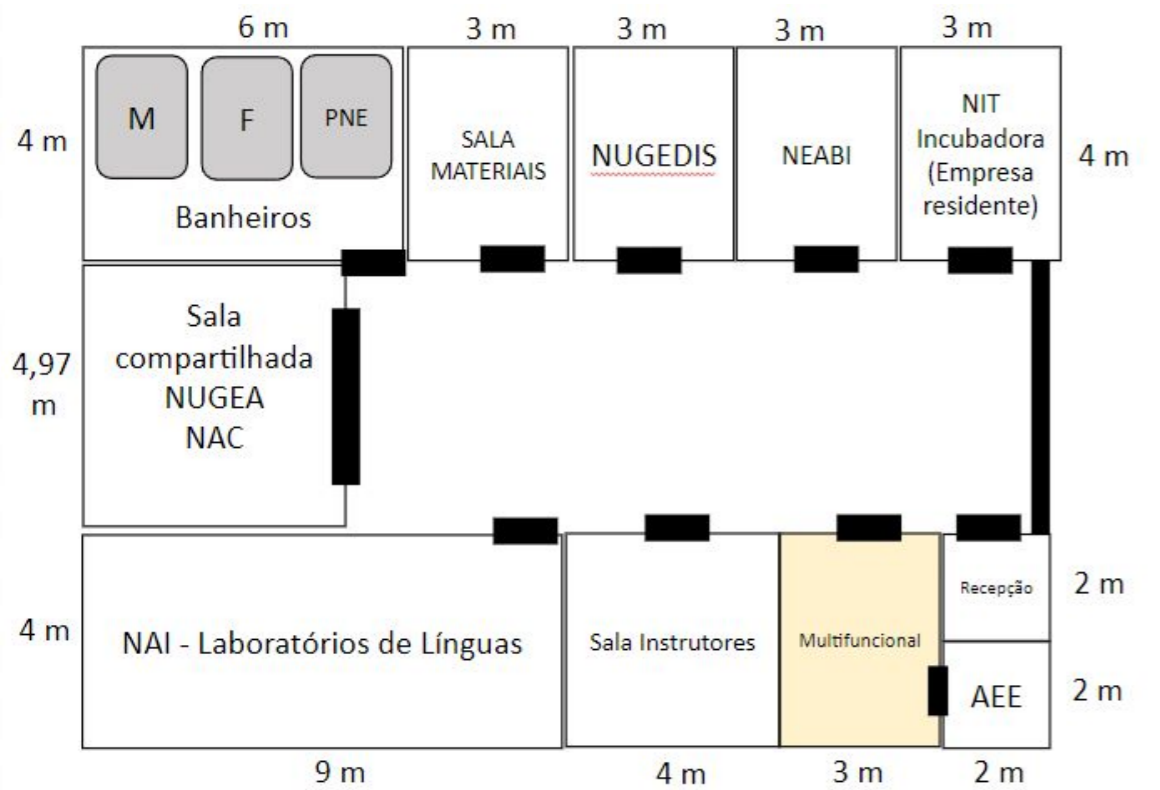 6 m
3 m
3 m
3 m
3 m
4 m
M
F
PNE
Banheiros
SALA
MATERIAIS
NUGEDIS
NEABI
NIT
Incubadora
(Empresa
residente)
4 m
4,97
m
Sala
compartilhada
NUGEA
NAC
4 m
NAI - Laboratórios de Línguas
Sala Instrutores
Multifuncional
Recepção
2 m
AEE
2 m
9 m
4 m
3 m
2 m